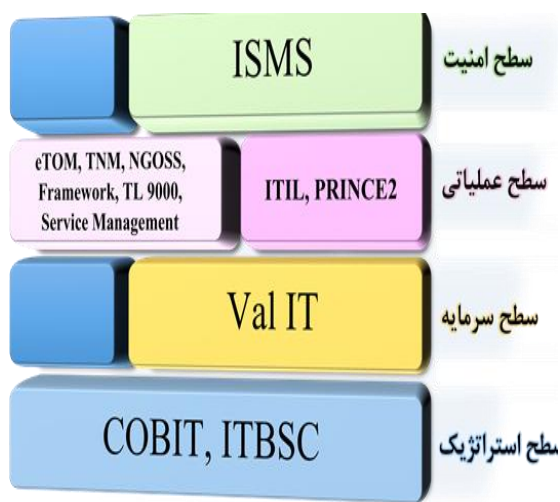 ISMS
سطح امنیت
eTOM, TNM, NGOSS,
Framework, TL 9000,
Service Management
ITIL, PRINCE2
سطح عملیاتی
Val IT
سطح سرمایه
COBIT, ITBSC
سطح استراتژیک